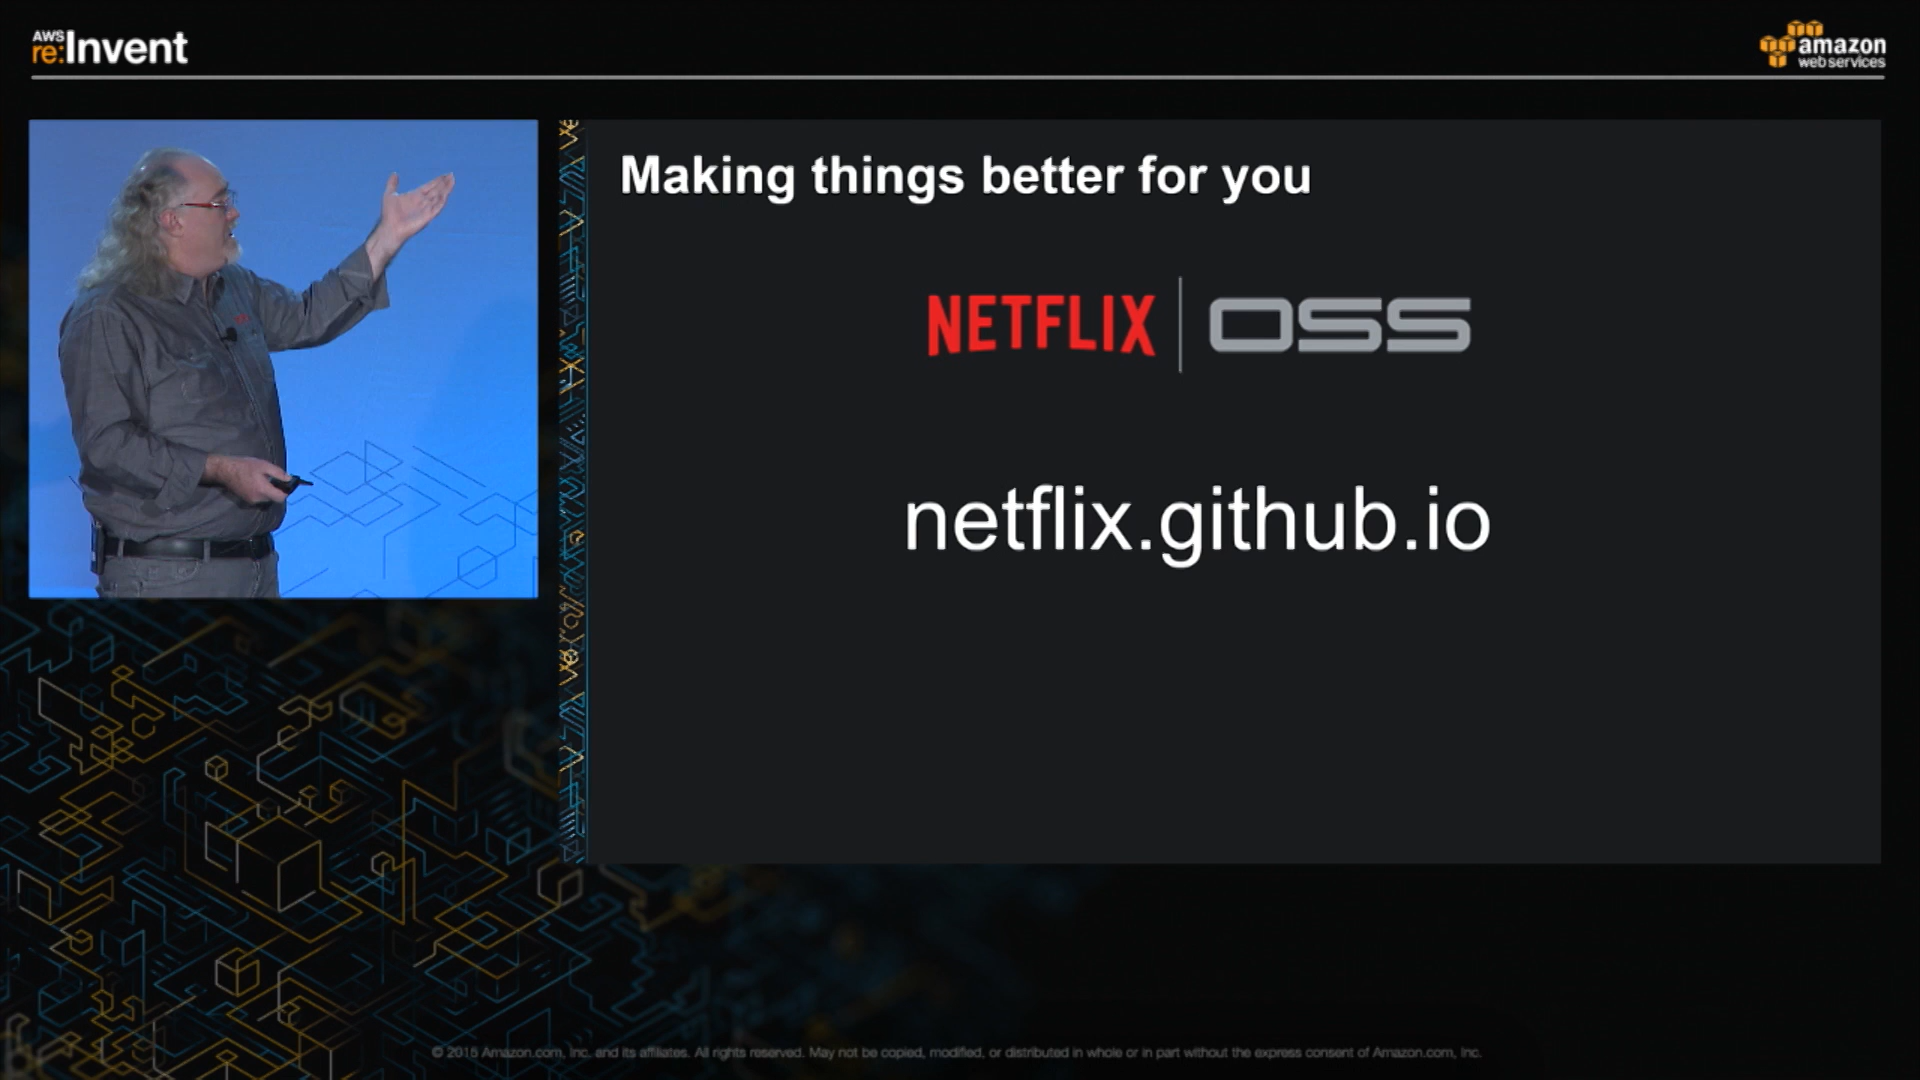 AWS
re:Invent
amazon
web services
Making things better for you
NETFLIX | OSS
netflix.github.io
© 2015 Amazon.com, Inc. and its affiliates. All rights reserved. May not be copied, modified, or distributed in whole or in part without the express consent of Amazon.com, Inc.